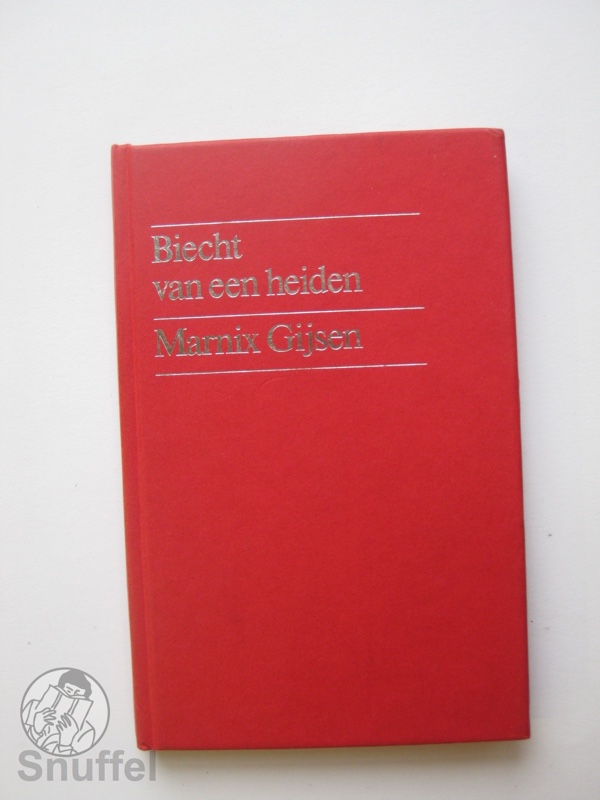 Biecht
van een heiden
Marnix Gijsen
Snuffel